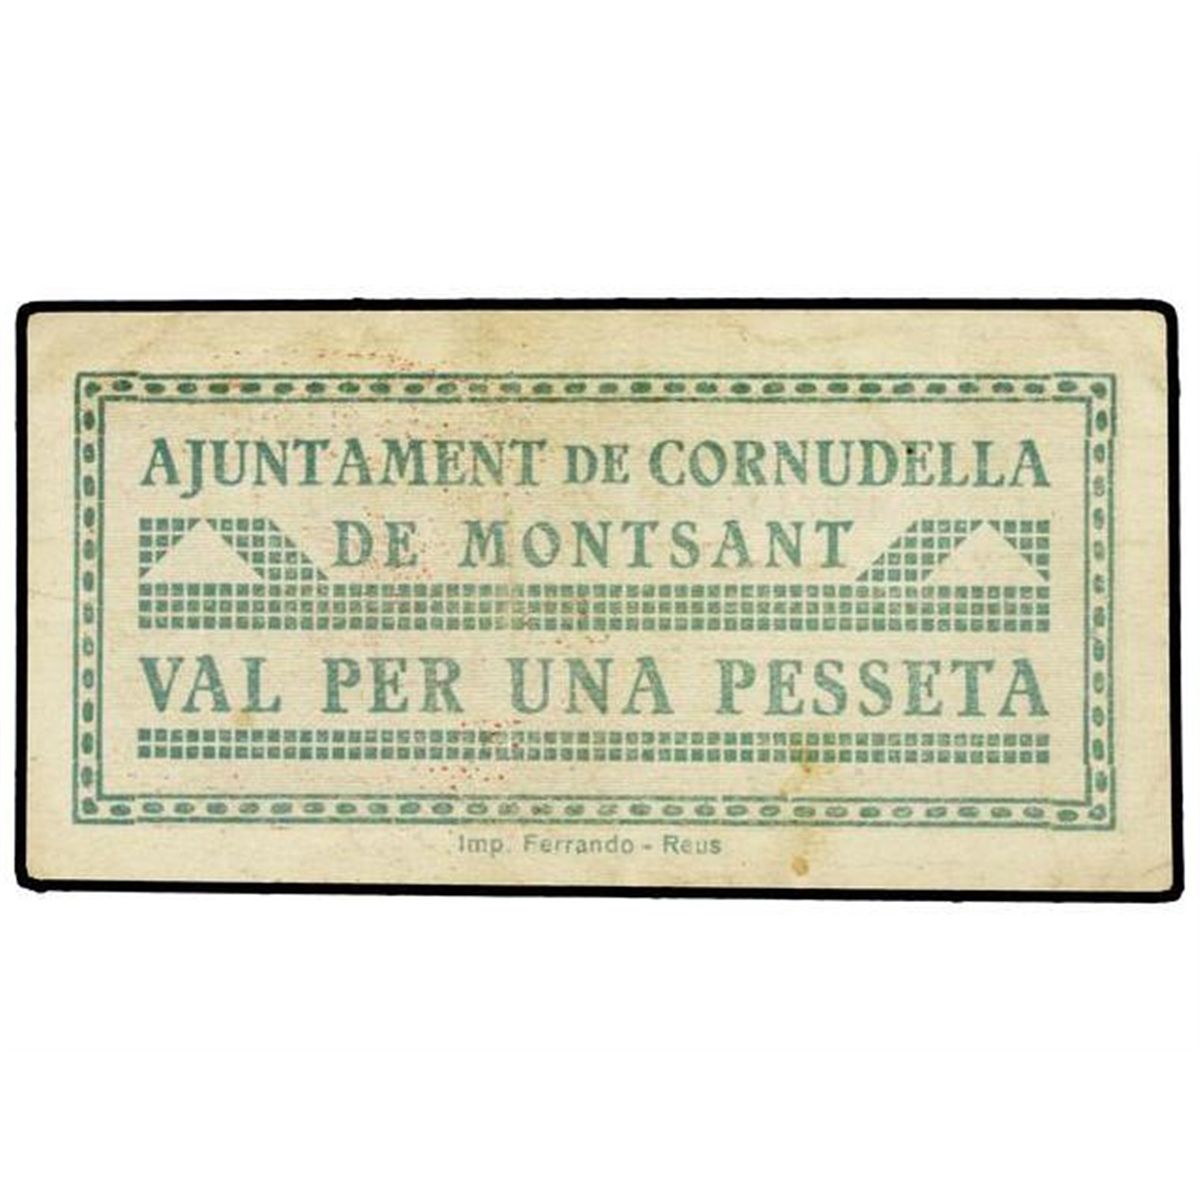 AJUNTAMENT DE CORNUDELLA
DE MONTSANT
VAL PER UNA PESSETA
Imp. Ferrando - Reus